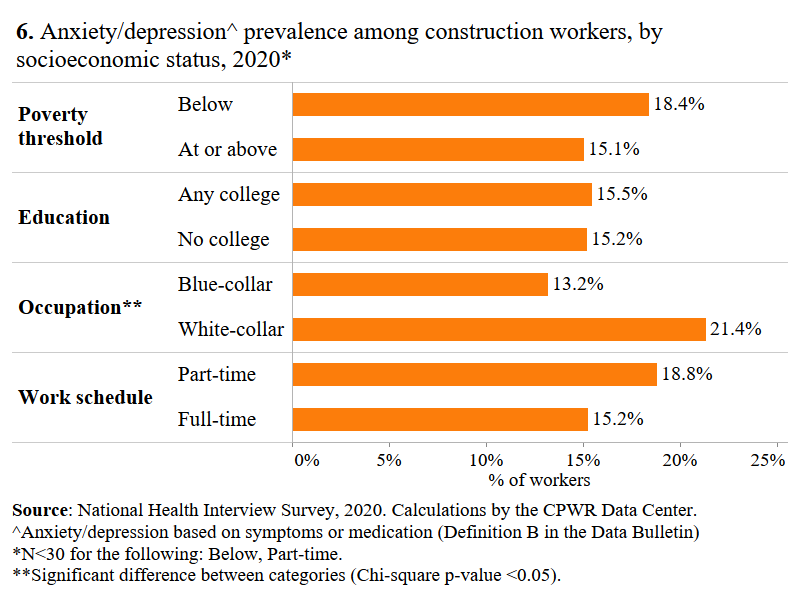 6. Anxiety/depression^ prevalence among construction workers, by
socioeconomic status, 2020*
Poverty
threshold
Below
18.4%
At or above
15.1%
Education
Any college
15.5%
No college
15.2%
Occupation**
Blue-collar
13.2%
White-collar
21.4%
Work schedule
Part-time
18.8%
Full-time
15.2%
0% 5% 10% 15% 20% 25%
% of workers
Source: National Health Interview Survey, 2020. Calculations by the CPWR Data Center.
^Anxiety/depression based on symptoms or medication (Definition B in the Data Bulletin)
*N<30 for the following: Below, Part-time.
**Significant difference between categories (Chi-square p-value <0.05).